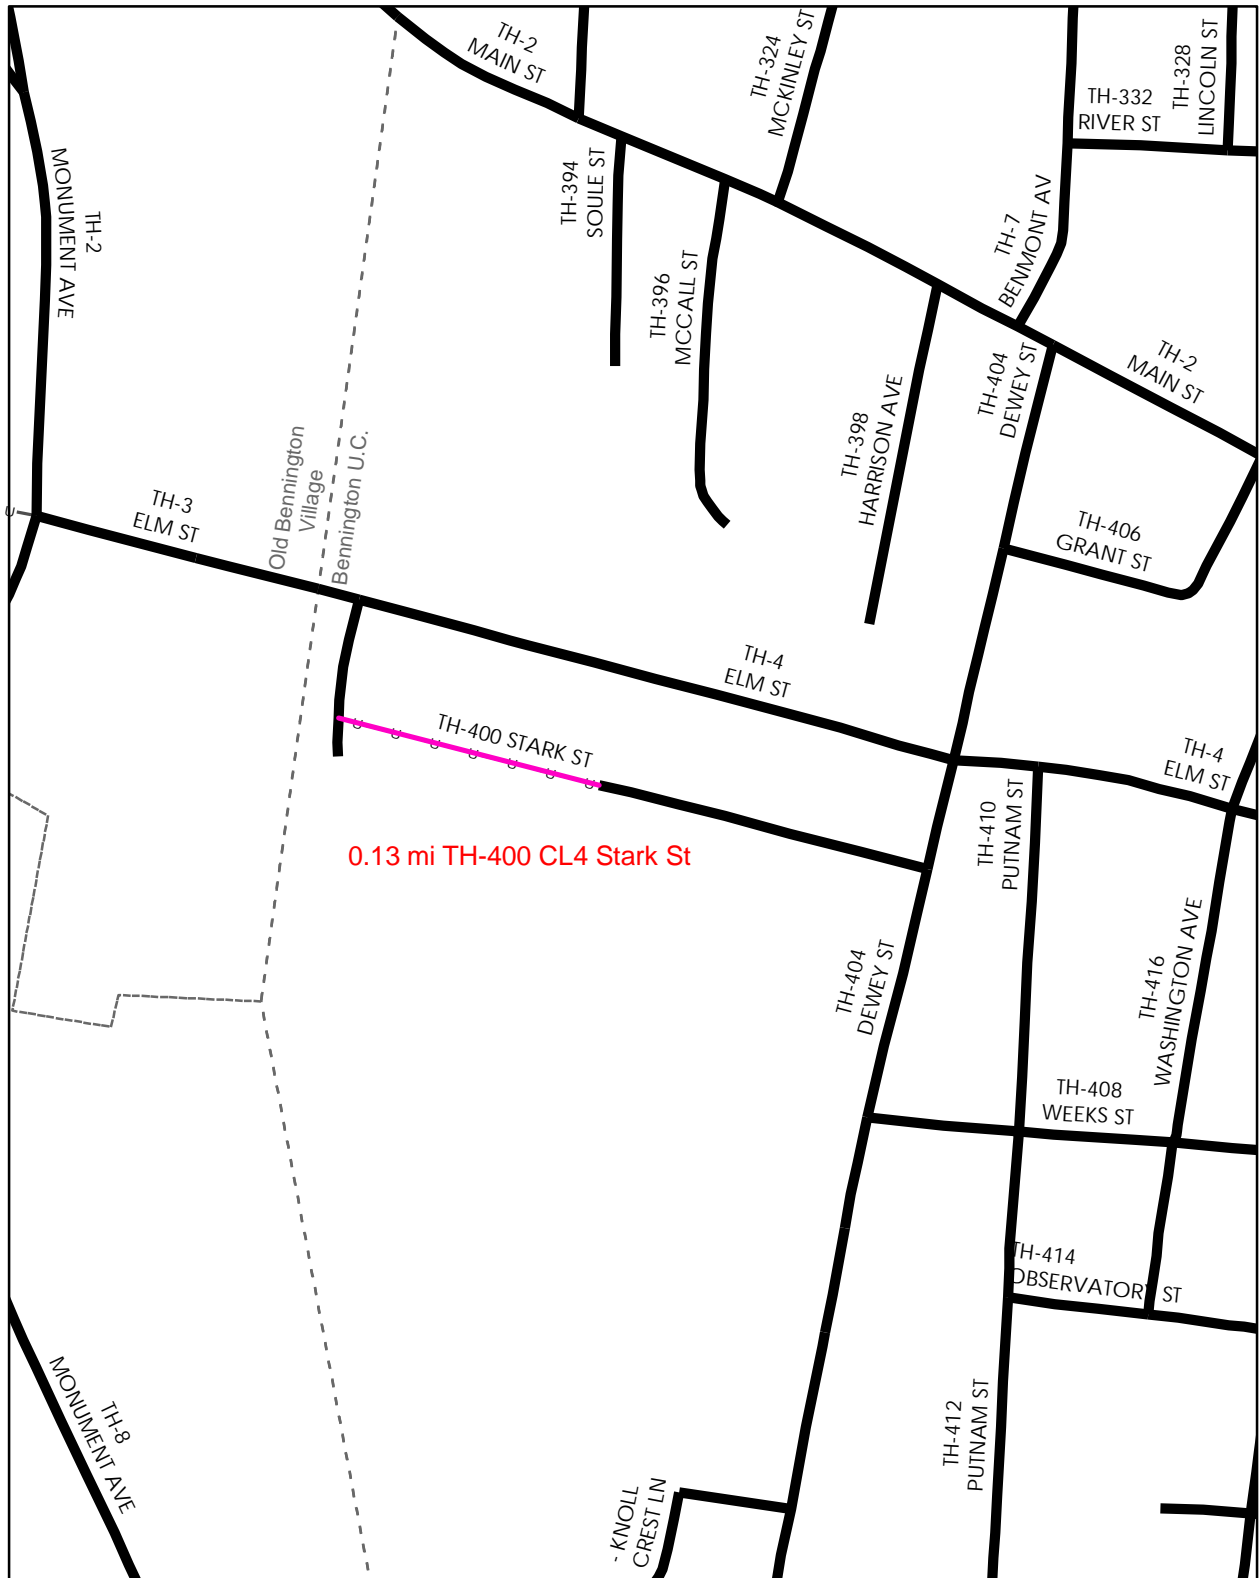 TH-2
MAIN ST
TH-324
MCKINLEY ST
TH-328
LINCOLN ST
TH-332
RIVER ST
TH-2
MONUMENT AVE
TH-394
SOULE ST
TH-7
BENMONT AV
TH-396
MCCALL ST
TH-404
DEWEY ST
TH-2
MAIN ST
TH-398
HARRISON AVE
Old Bennington
Village
Bennington U.C.
TH-3
ELM ST
TH-406
GRANT ST
TH-4
ELM ST
TH-400 STARK ST
TH-4
ELM ST
TH-410
PUTNAM ST
0.13 mi TH-400 CL4 Stark St
TH-404
DEWEY ST
TH-416
WASHINGTON AVE
TH-408
WEEKS ST
TH-414
OBSERVATORY ST
TH-8
MONUMENT AVE
TH-412
PUTNAM ST
- KNOLL
CREST LN